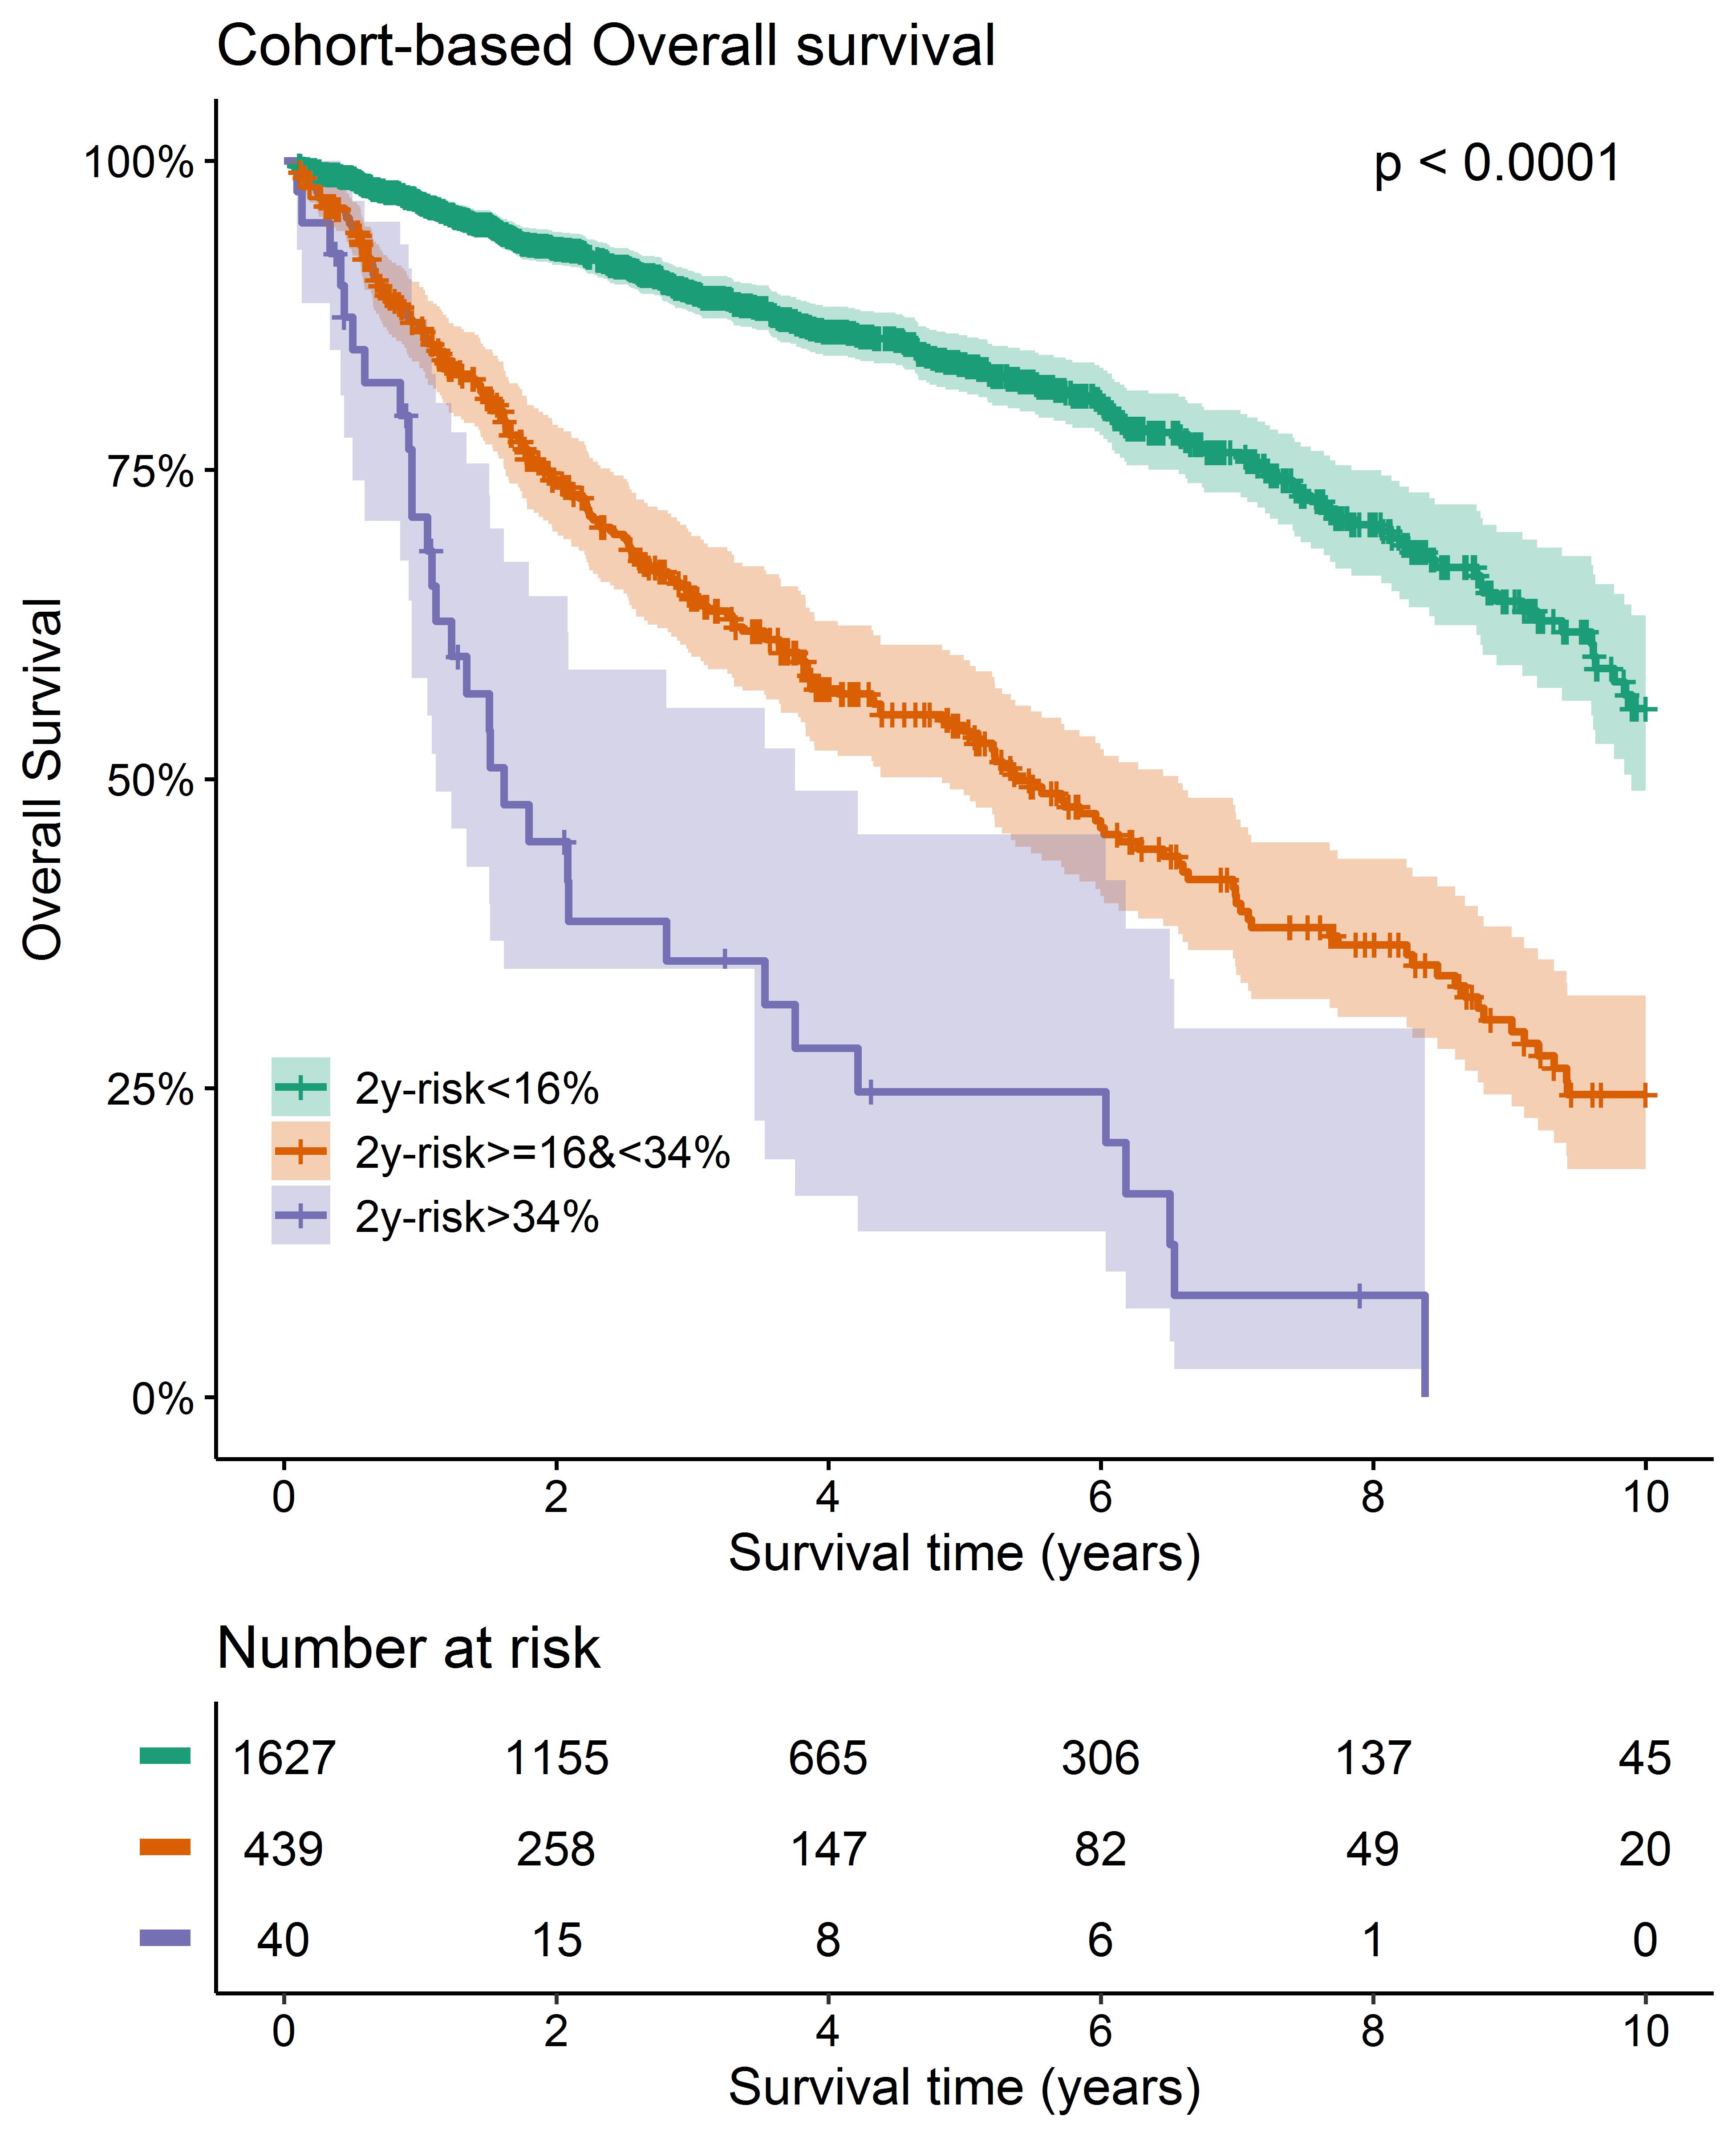 Cohort-based Overall survival
p < 0.0001
100%
75%
50%
25%
0%
Overall Survival
2y-risk<16%
2y-risk>=16&<34%
2y-risk>34%
0 2 4 6 8 10
Survival time (years)
Number at risk
1627 1155 665 306 137 45
439 258 147 82 49 20
40 15 8 6 1 0
0 2 4 6 8 10
Survival time (years)